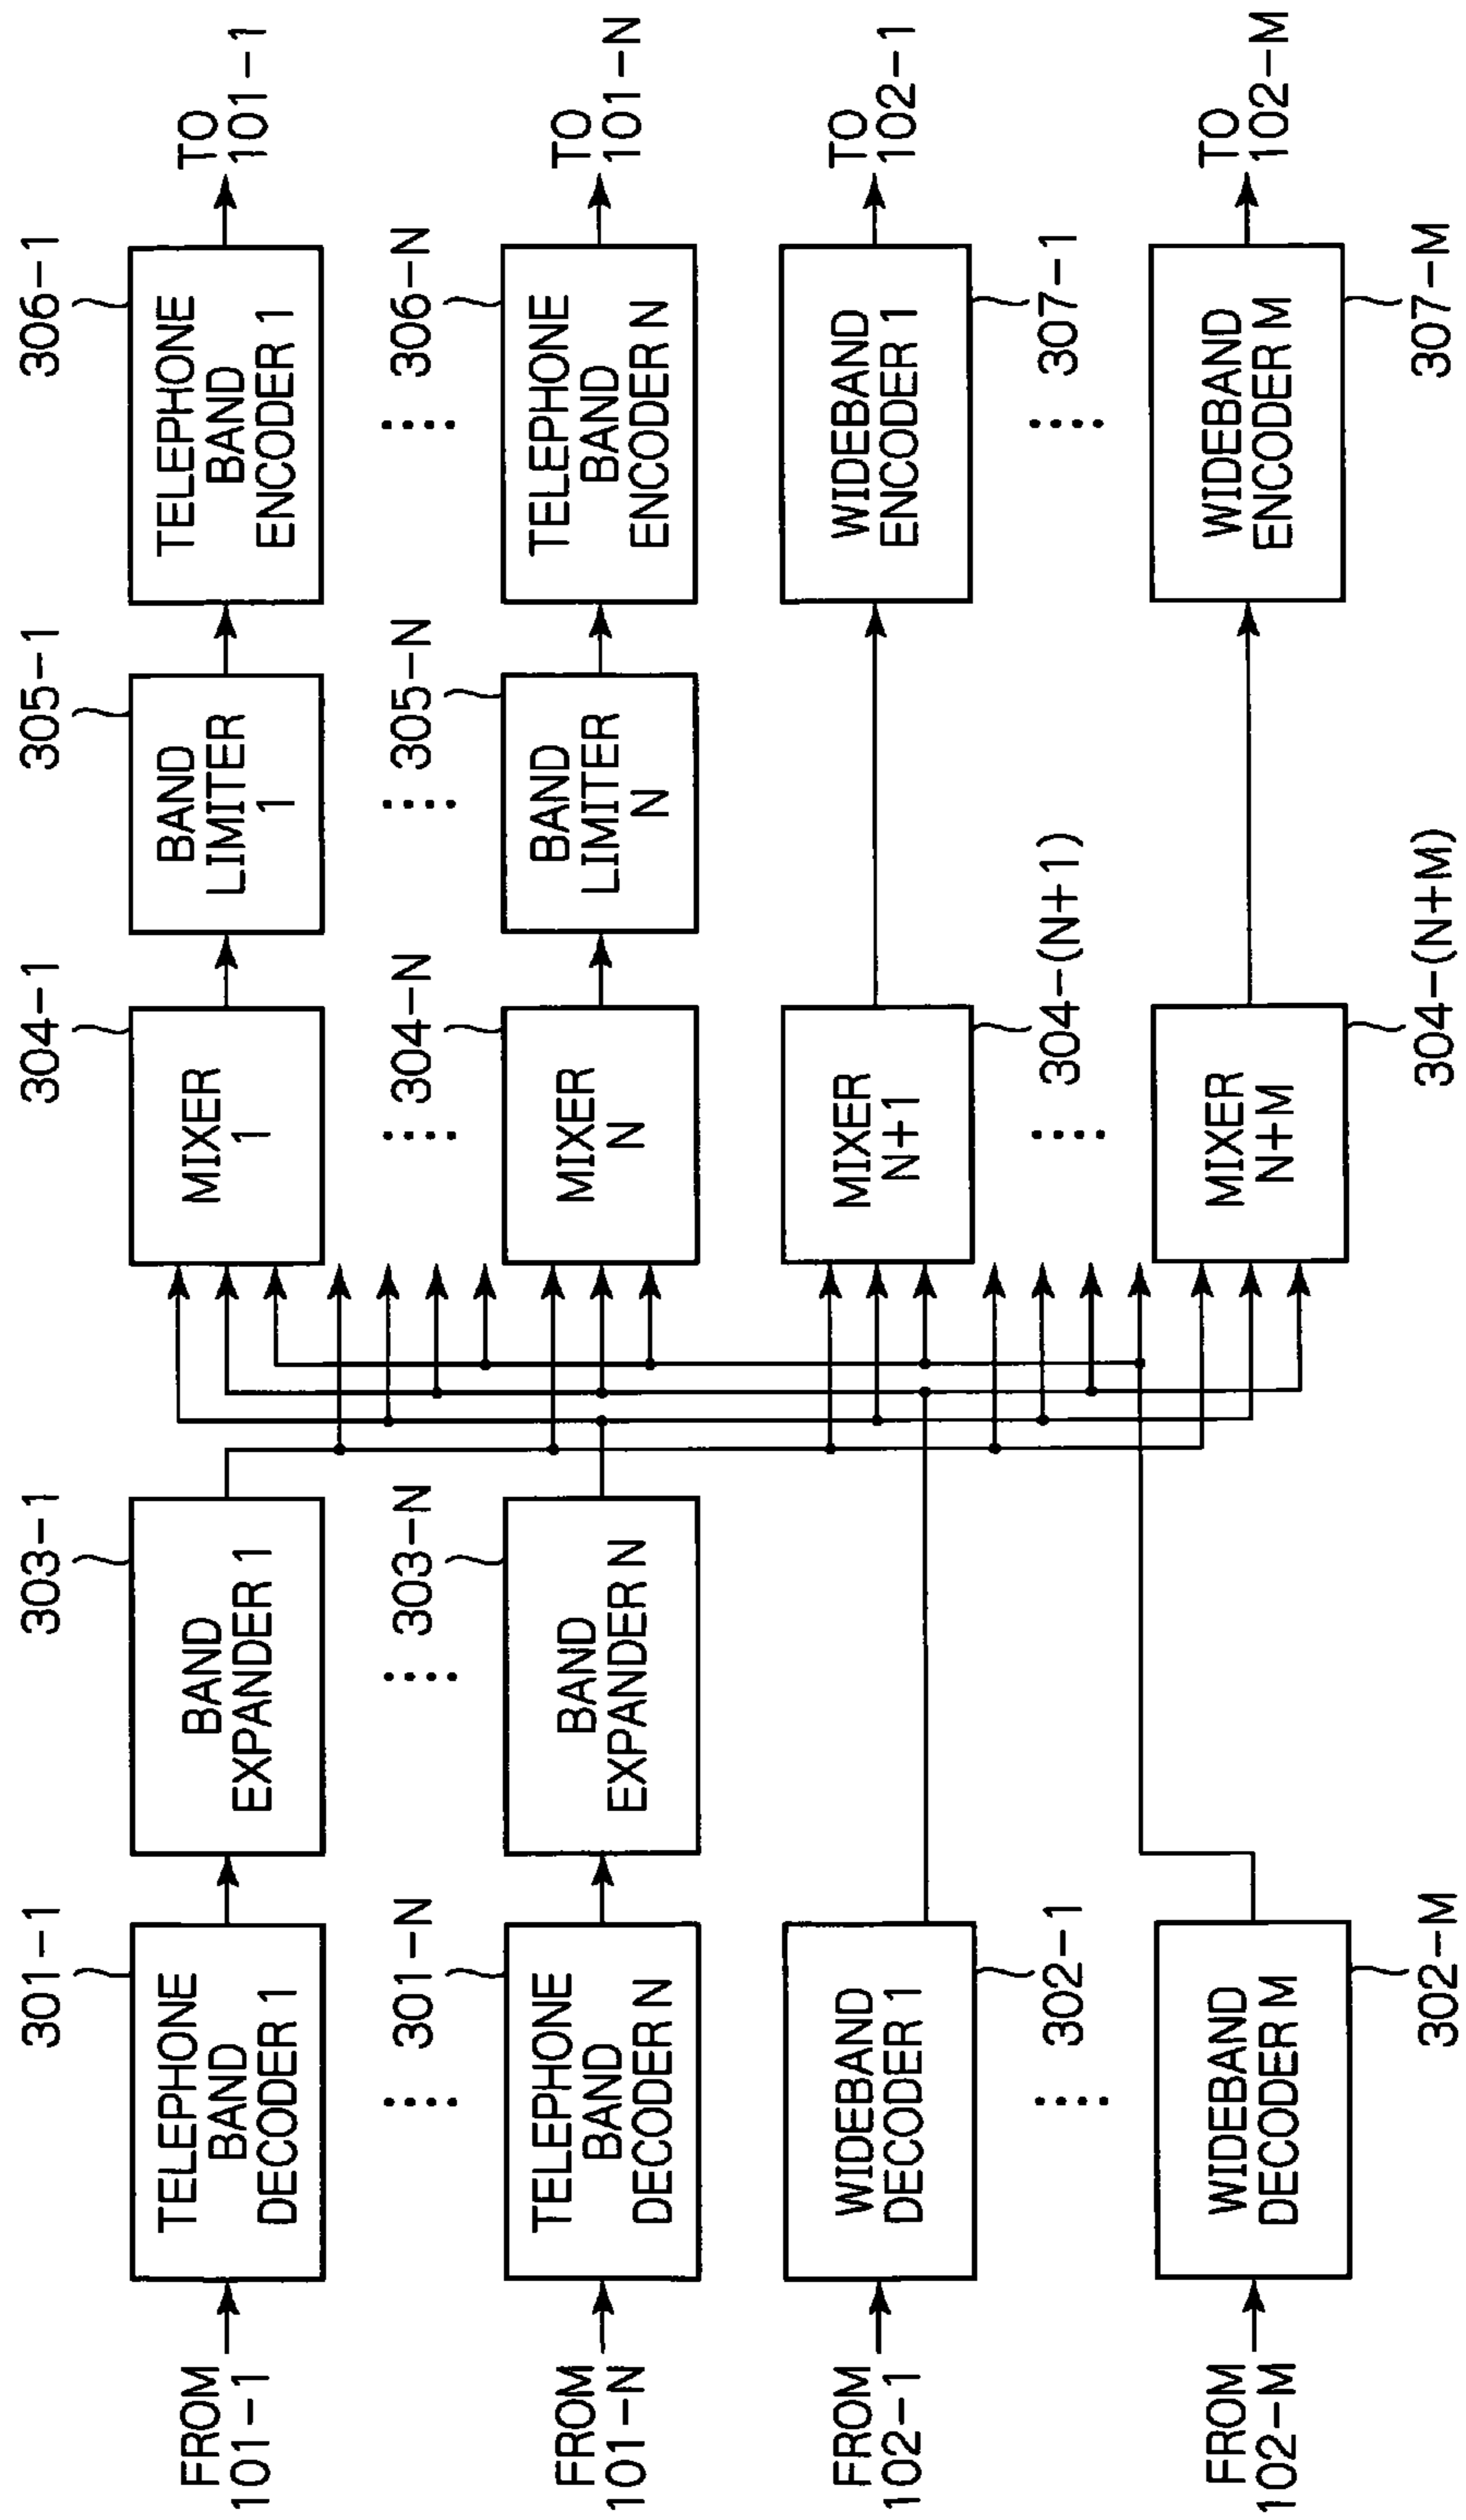 301-1
303-1
304-1
305-1
306-1
FROM
101-1
TELEPHONE
BAND
DECODER 1
BAND
EXPANDER 1
MIXER
1
BAND
LIMITER
1
TELEPHONE
BAND
ENCODER 1
TO
101-1
....
301-N
....
303-N
....
304-N
....
305-N
....
306-N
FROM
101-N
TELEPHONE
BAND
DECODER N
BAND
EXPANDER N
MIXER
N
BAND
LIMITER
N
TELEPHONE
BAND
ENCODER N
TO
101-N
FROM
102-1
WIDEBAND
DECODER 1
MIXER
N+1
WIDEBAND
ENCODER 1
TO
102-1
....
302-1
....
304-(N+1)
....
307-1
FROM
102-M
WIDEBAND
DECODER M
MIXER
N+M
WIDEBAND
ENCODER M
TO
102-M
302-M
304-(N+M)
307-M